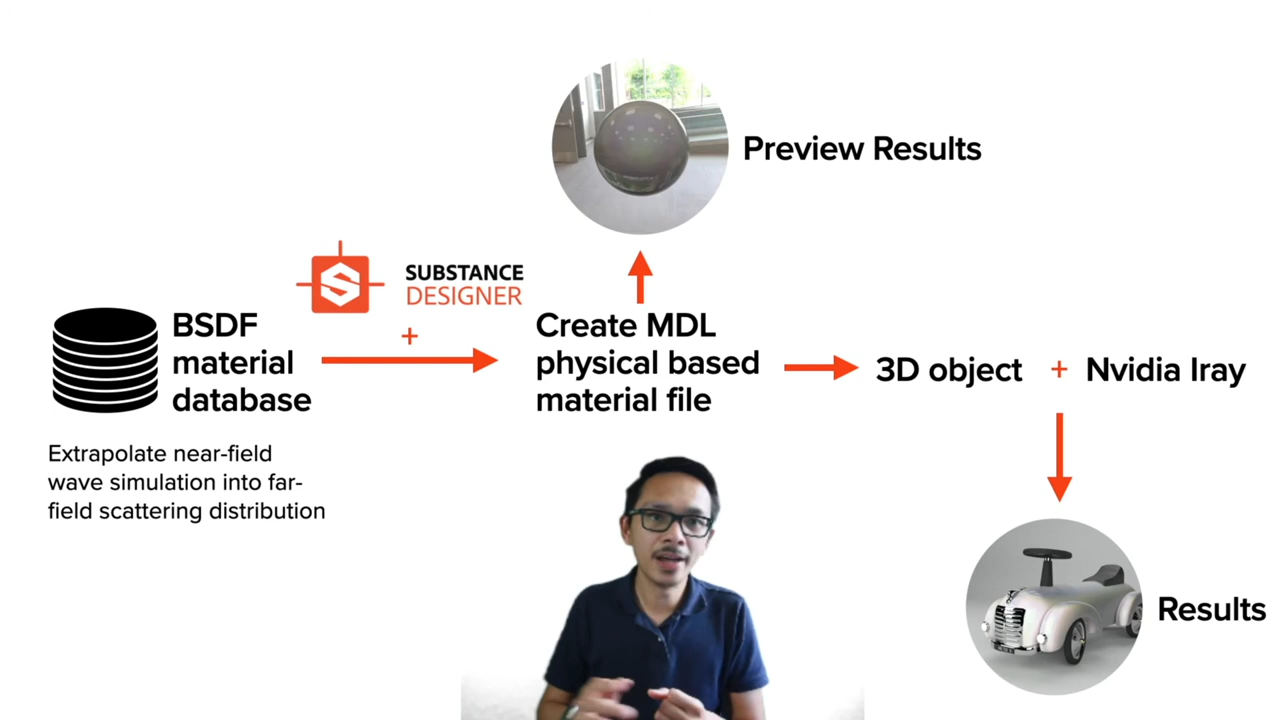 Preview Results
SUBSTANCE
DESIGNER
+
BSDF
material
database
Create MDL
physical based
material file
3D object + Nvidia Iray
Extrapolate near-field
wave simulation into far-
field scattering distribution
Results